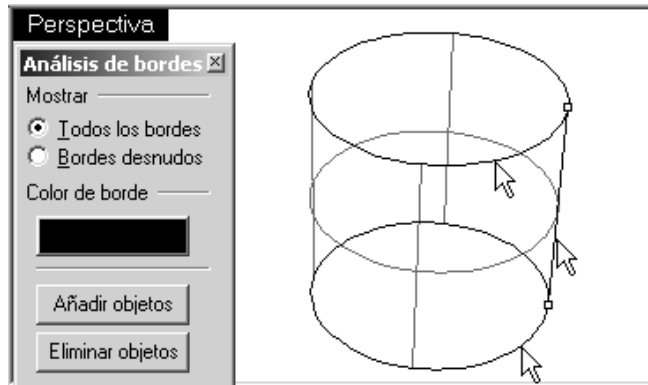 Perspectiva
Análisis de bordes
Mostrar
Todos los bordes
Bordes desnudos
Color de borde
Añadir objetos
Eliminar objetos